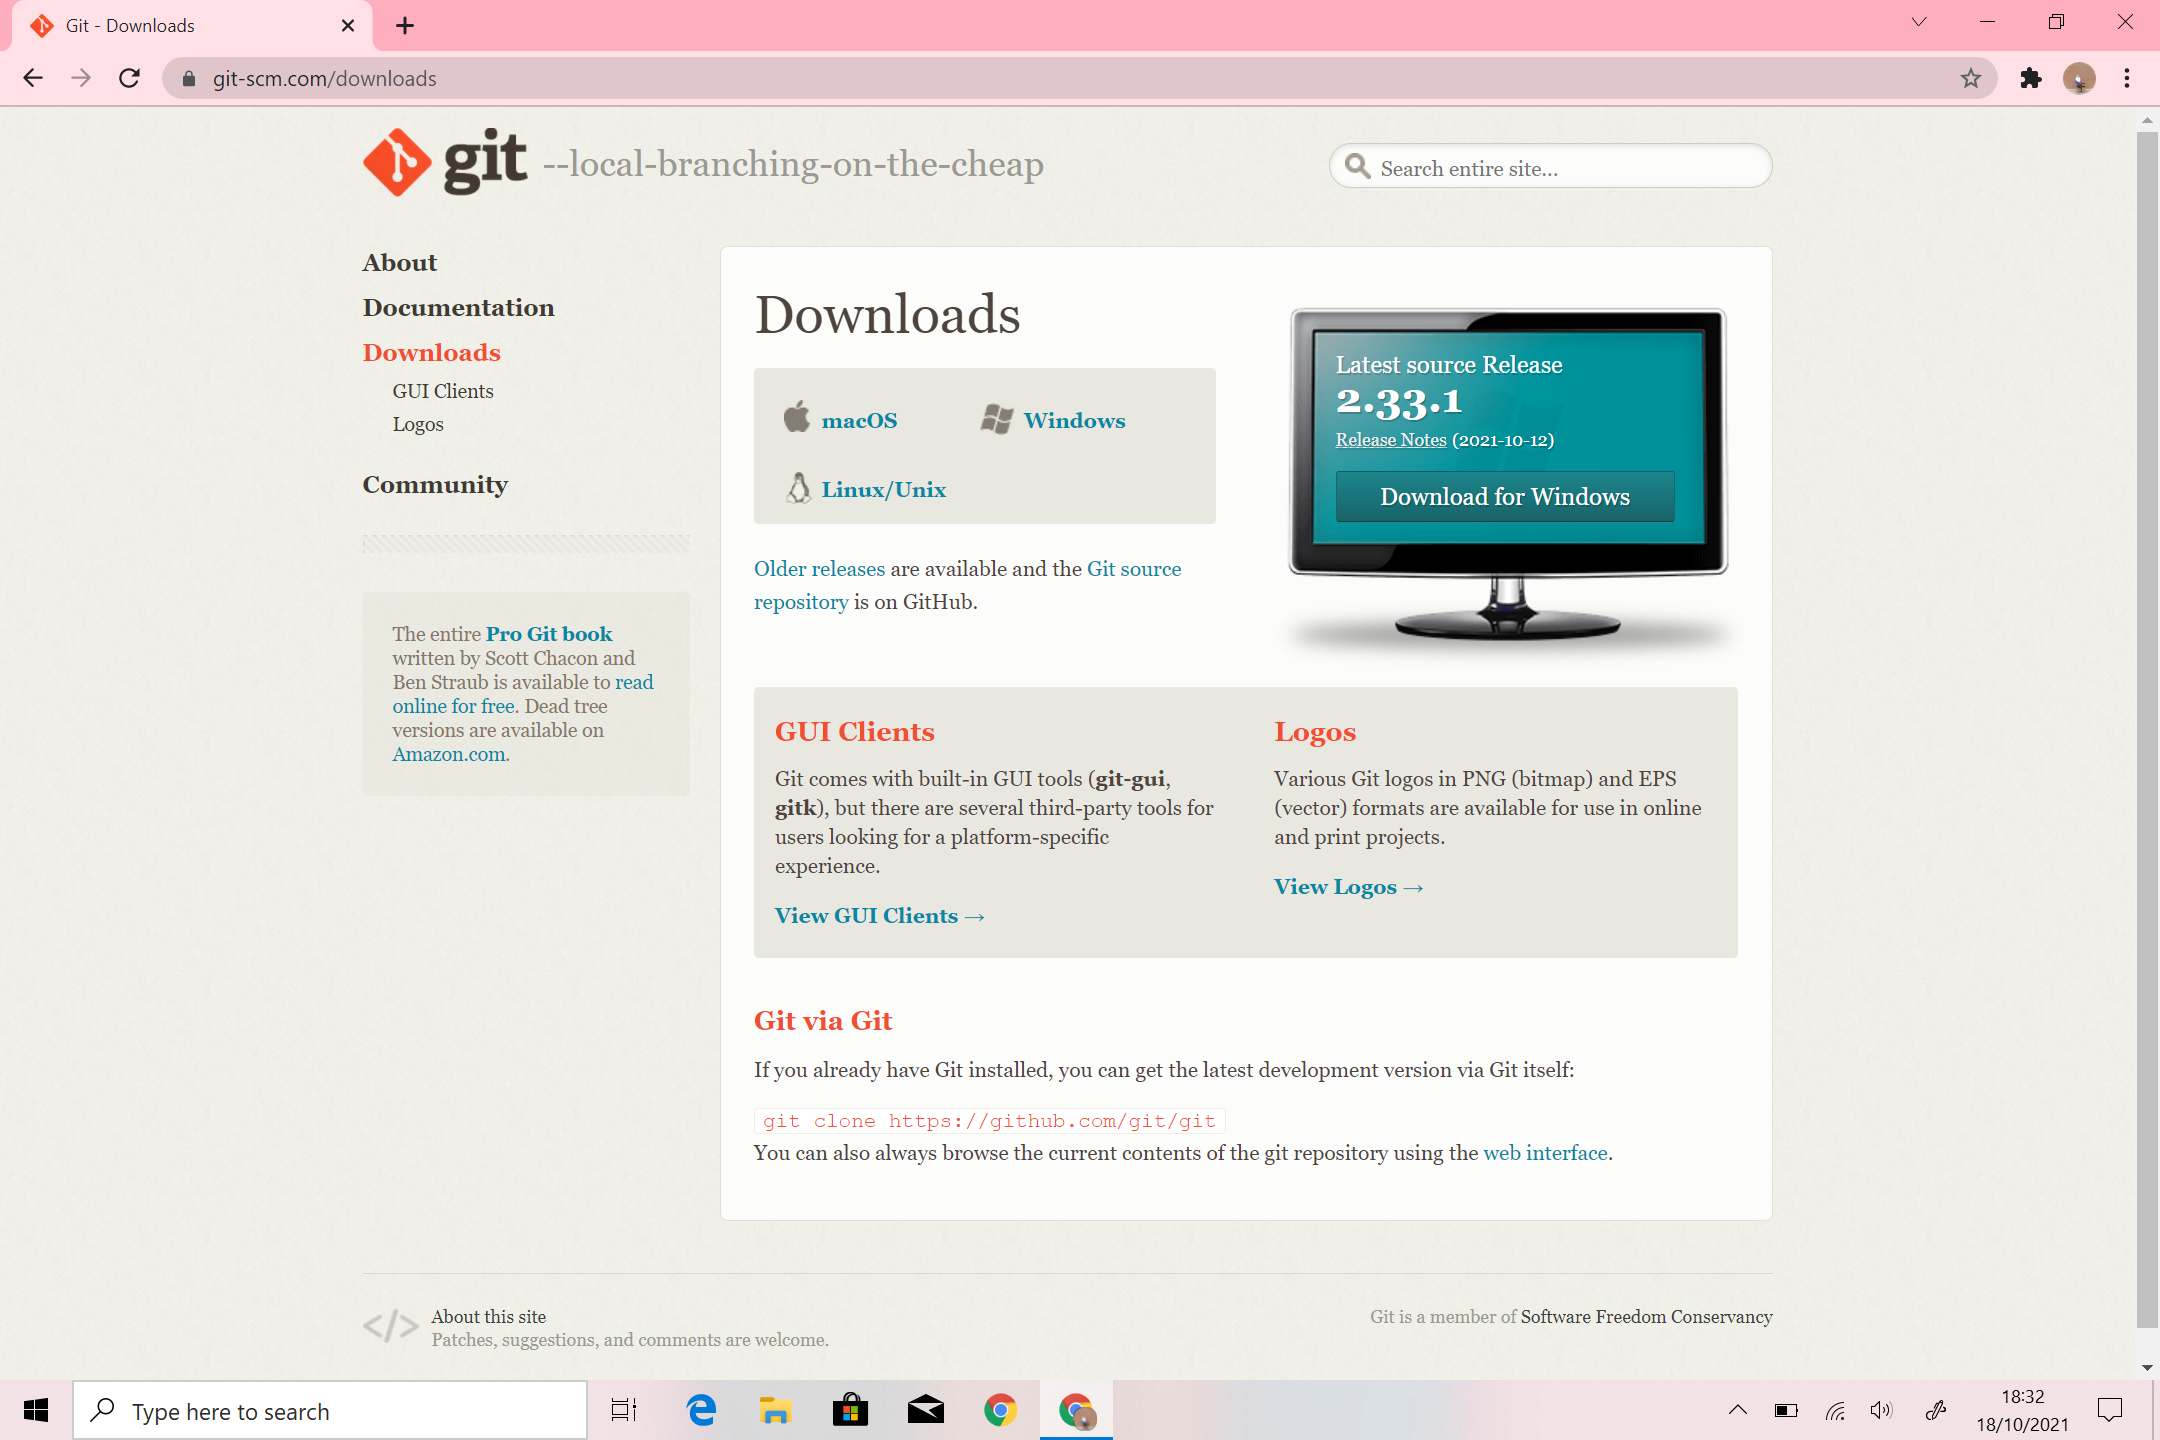 Git - Downloads
git-scm.com/downloads
git --local-branching-on-the-cheap
Search entire site...
About
Documentation
Downloads
GUI Clients
Logos
Community
The entire Pro Git book
written by Scott Chacon and
Ben Straub is available to read
online for free. Dead tree
versions are available on
Amazon.com.
Downloads
macOS
Windows
Linux/Unix
Older releases are available and the Git source
repository is on GitHub.
Latest source Release
2.33.1
Release Notes (2021-10-12)
Download for Windows
GUI Clients
Git comes with built-in GUI tools (git-gui,
gitk), but there are several third-party tools for
users looking for a platform-specific
experience.
View GUI Clients →
Logos
Various Git logos in PNG (bitmap) and EPS
(vector) formats are available for use in online
and print projects.
View Logos →
Git via Git
If you already have Git installed, you can get the latest development version via Git itself:
git clone https://github.com/git/git
You can also always browse the current contents of the git repository using the web interface.
</>
About this site
Patches, suggestions, and comments are welcome.
Git is a member of Software Freedom Conservancy
Type here to search
18:32
18/10/2021